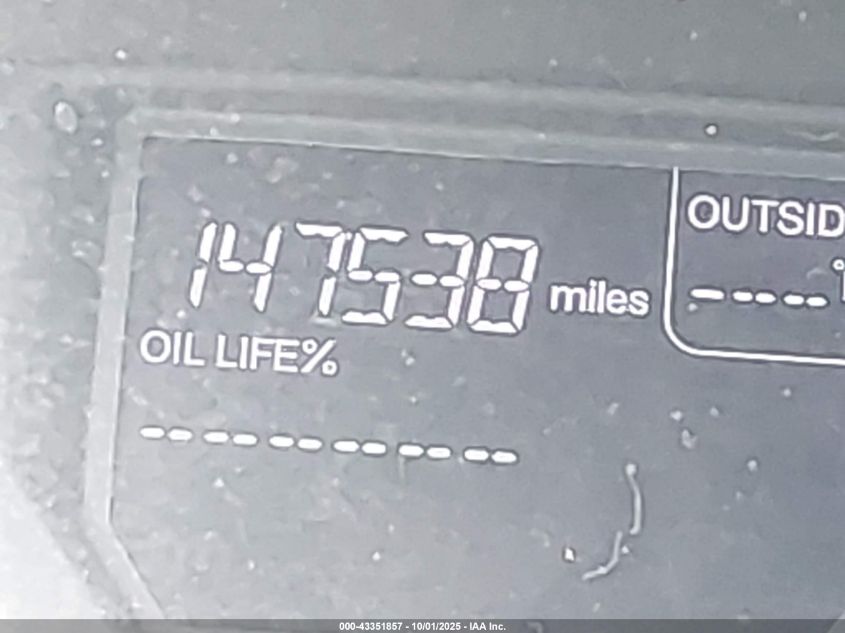 147538 miles
OUTSID
--- °
OIL LIFE%
------
000-43351857 - 10/01/2025 - IAA Inc.